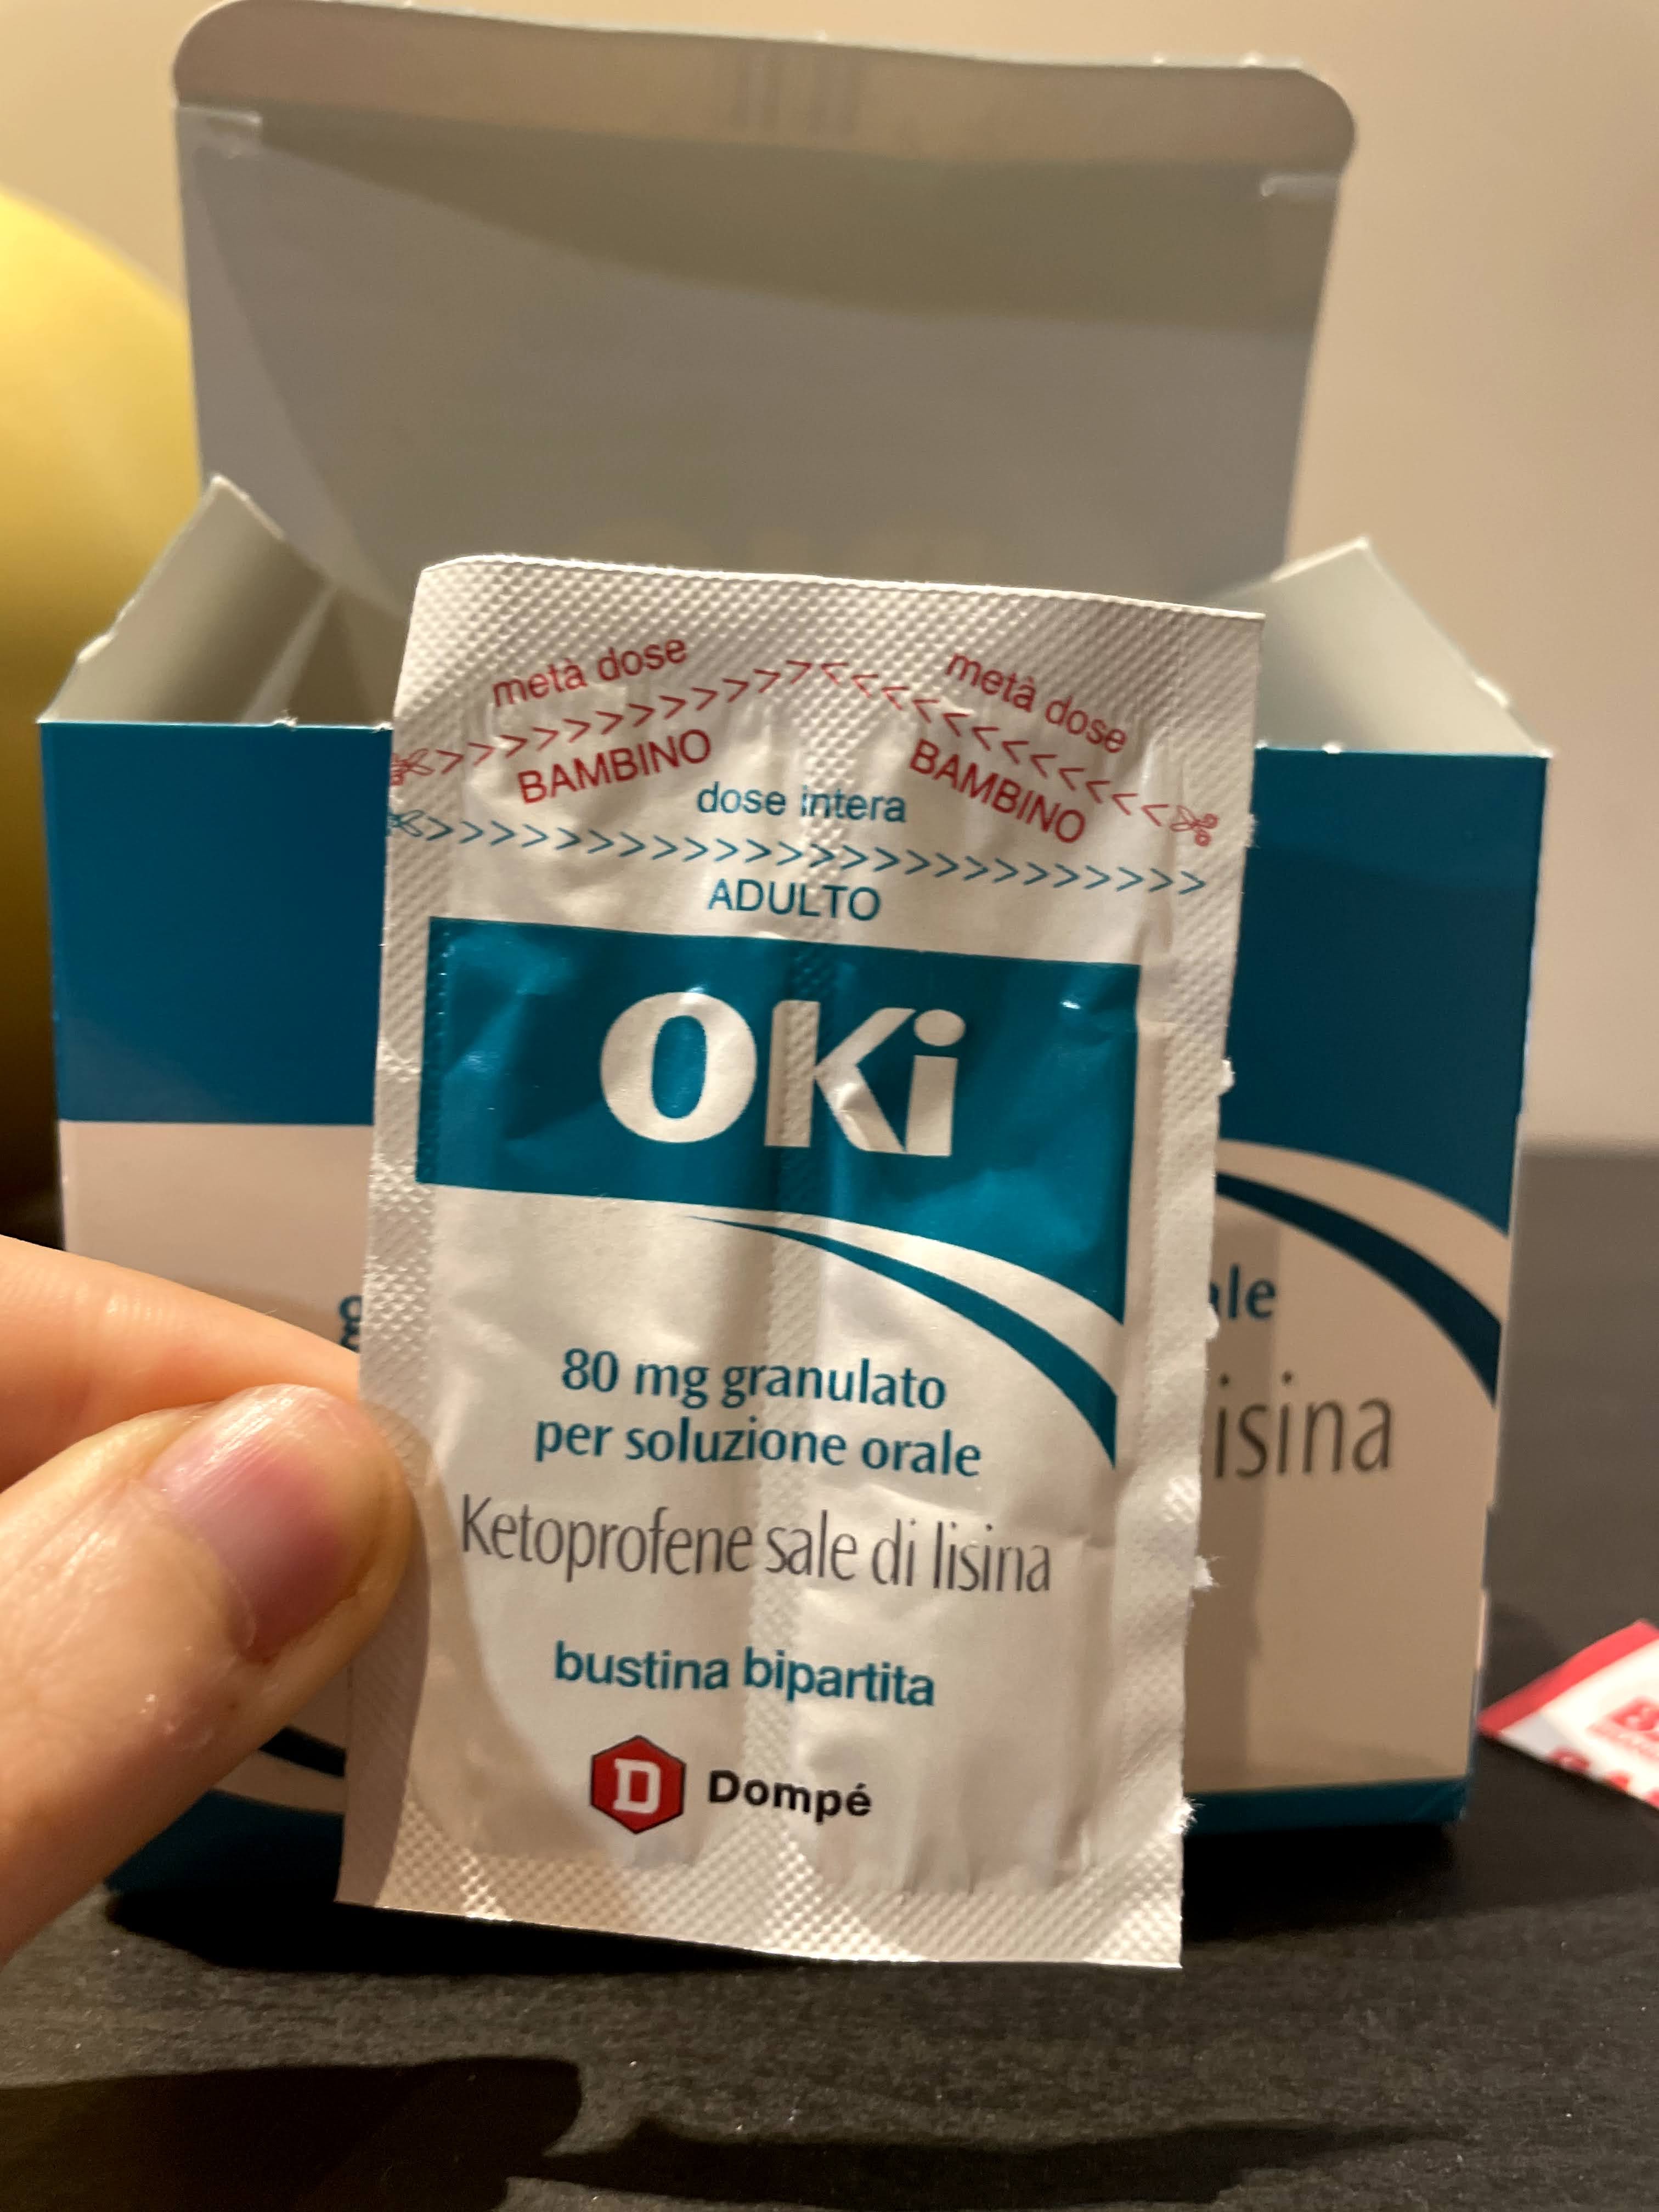 metà dose
metà dose
>>>>>>>>>>>><<<<<<<<<<<<
BAMBINO
BAMBINO
dose intera
>>>>>>>>>>>>>>>>>>>>>>>>
ADULTO
OKi
80 mg granulato
per soluzione orale
Ketoprofene sale di lisina
bustina bipartita
D Dompé
lisina